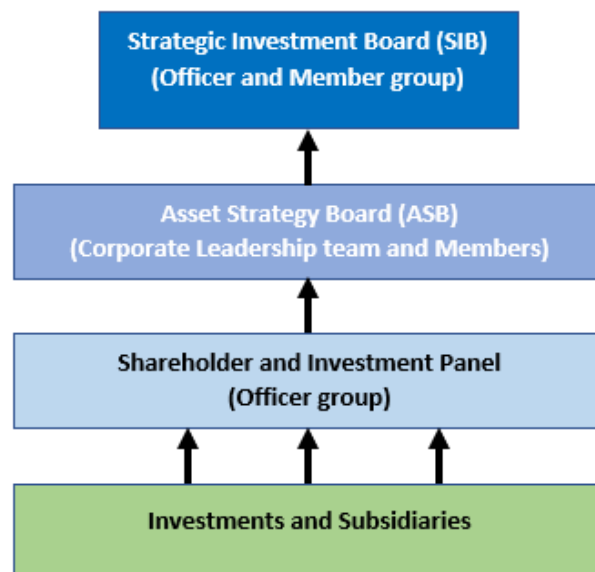 Strategic Investment Board (SIB)
(Officer and Member group)
Asset Strategy Board (ASB)
(Corporate Leadership team and Members)
Shareholder and Investment Panel
(Officer group)
Investments and Subsidiaries